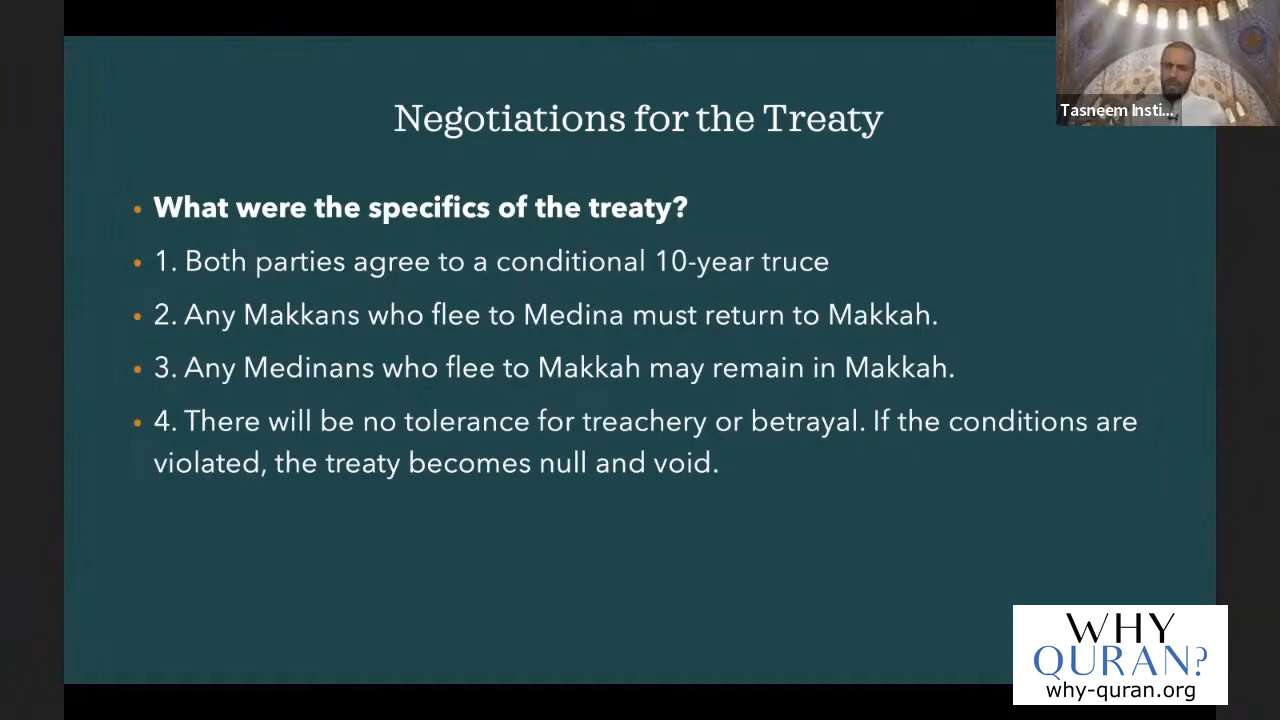 Tasneem Insti...
Negotiations for the Treaty
• What were the specifics of the treaty?
• 1. Both parties agree to a conditional 10-year truce
• 2. Any Makkans who flee to Medina must return to Makkah.
• 3. Any Medinans who flee to Makkah may remain in Makkah.
• 4. There will be no tolerance for treachery or betrayal. If the conditions are
violated, the treaty becomes null and void.
WHY
QURAN?
why-quran.org